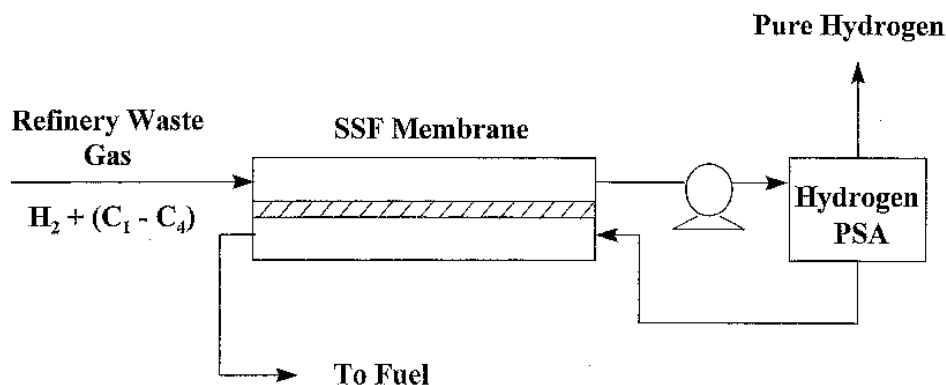 Pure Hydrogen
Refinery Waste
Gas
SSF Membrane
H₂ + (C₁ - C₄)
Hydrogen
PSA
To Fuel